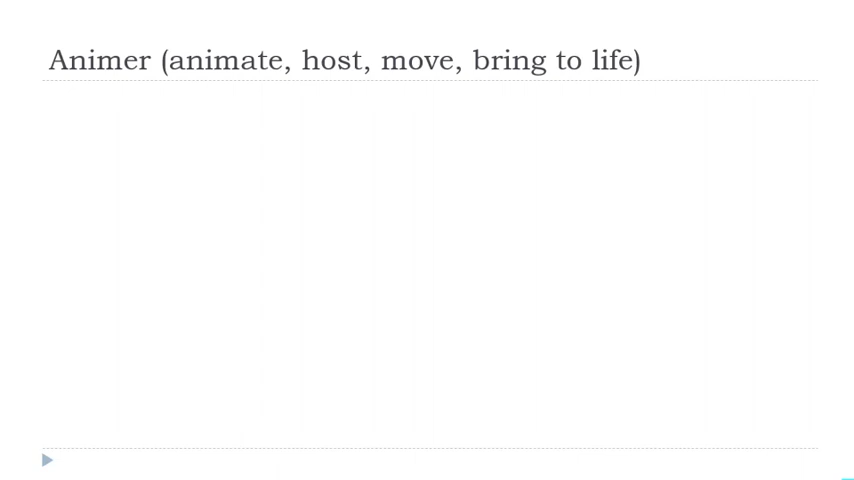 Animer (animate, host, move, bring to life)